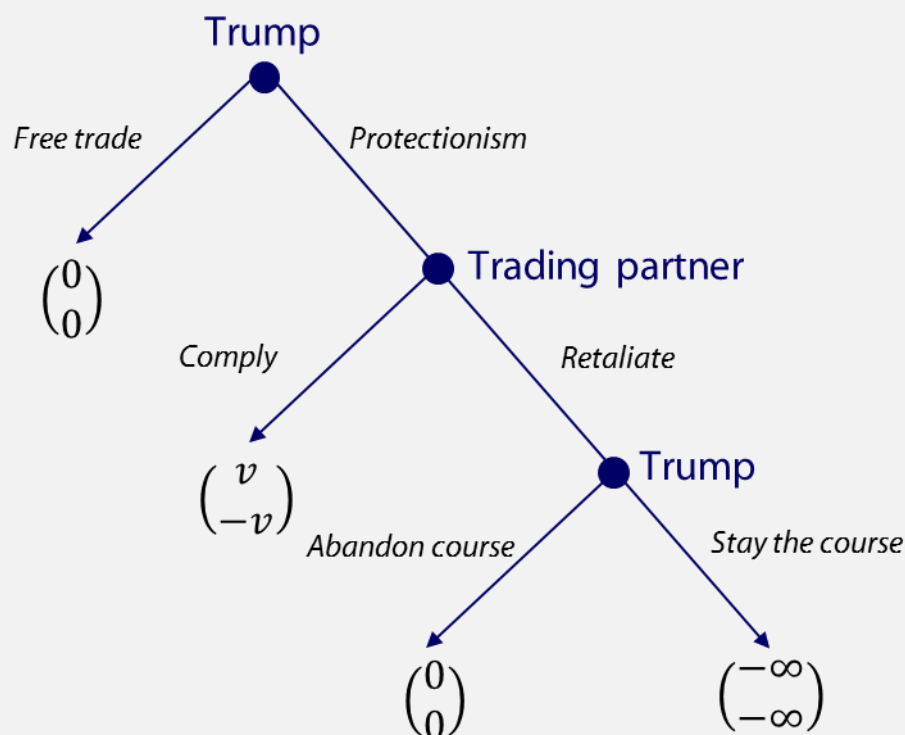 Trump
Free trade
Protectionism
(0
0)
Trading partner
Comply
Retaliate
(v
-v)
Trump
Abandon course
Stay the course
(0
0)
(-∞
-∞)